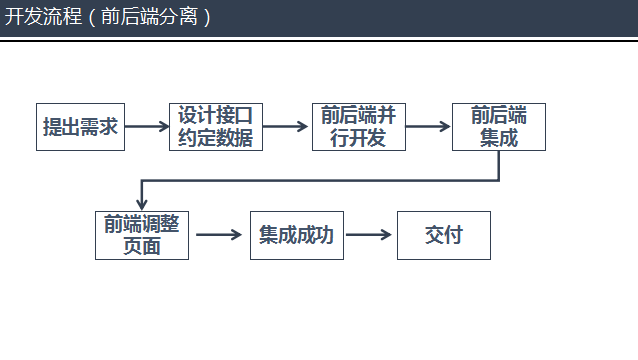 开发流程（前后端分离）
提出需求
设计接口
约定数据
前后端并
行开发
前后端
集成
前端调整
页面
集成成功
交付